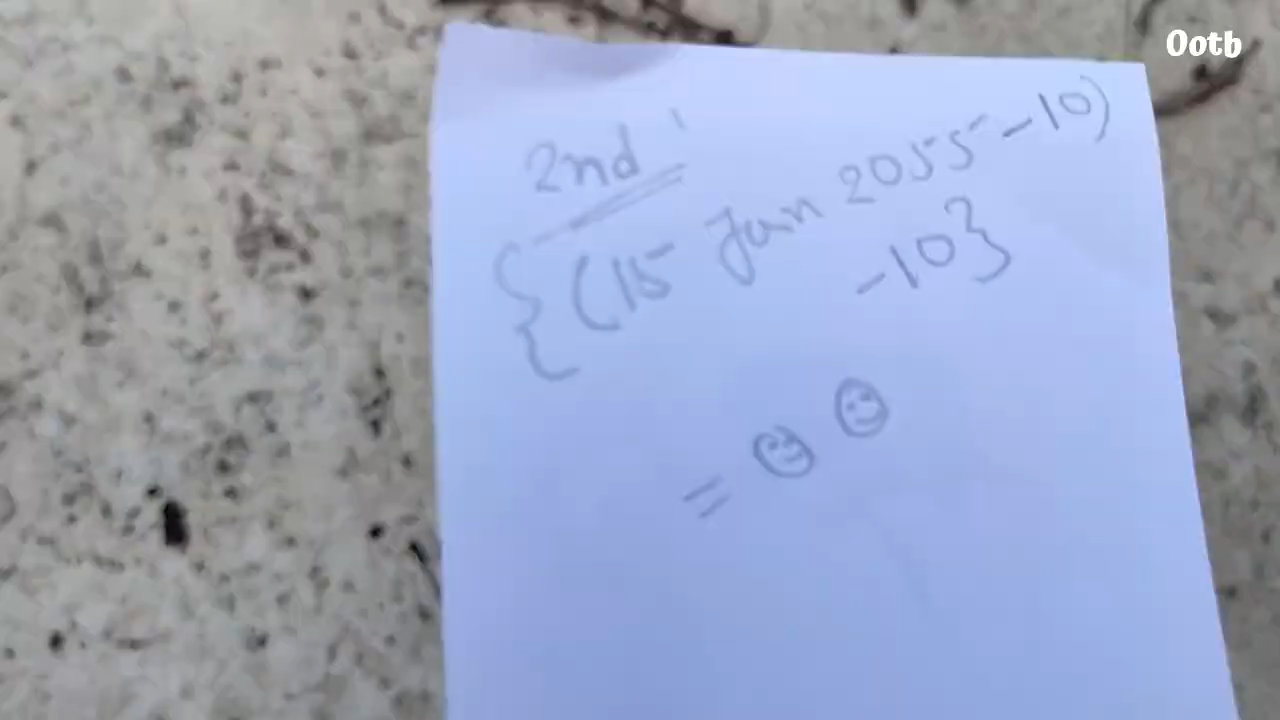 Ootb
2nd
{(15 Jan 2055-10)
-10}
=